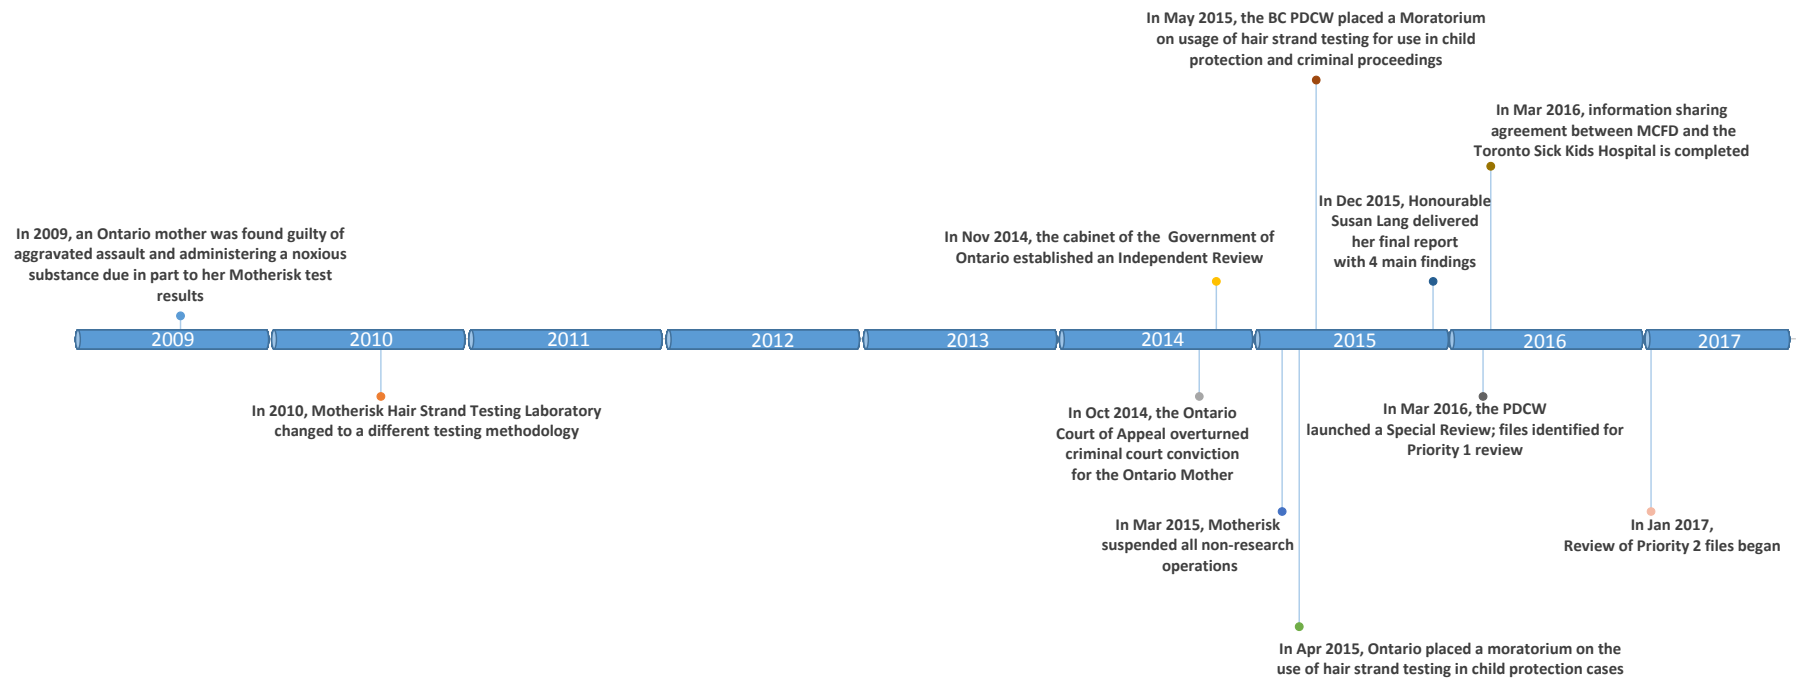 In May 2015, the BC PDCW placed a Moratorium
on usage of hair strand testing for use in child
protection and criminal proceedings
In Mar 2016, information sharing
agreement between MCFD and the
Toronto Sick Kids Hospital is completed
In Dec 2015, Honourable
Susan Lang delivered
her final report
with 4 main findings
In Nov 2014, the cabinet of the  Government of
Ontario established an Independent Review
In 2009, an Ontario mother was found guilty of
aggravated assault and administering a noxious
substance due in part to her Motherisk test
results
2009 2010 2011 2012 2013 2014 2015 2016 2017
In 2010, Motherisk Hair Strand Testing Laboratory
changed to a different testing methodology
In Oct 2014, the Ontario
Court of Appeal overturned
criminal court conviction
for the Ontario Mother
In Mar 2016, the PDCW
launched a Special Review; files identified for
Priority 1 review
In Mar 2015, Motherisk
suspended all non-research
operations
In Jan 2017,
Review of Priority 2 files began
In Apr 2015, Ontario placed a moratorium on the
use of hair strand testing in child protection cases